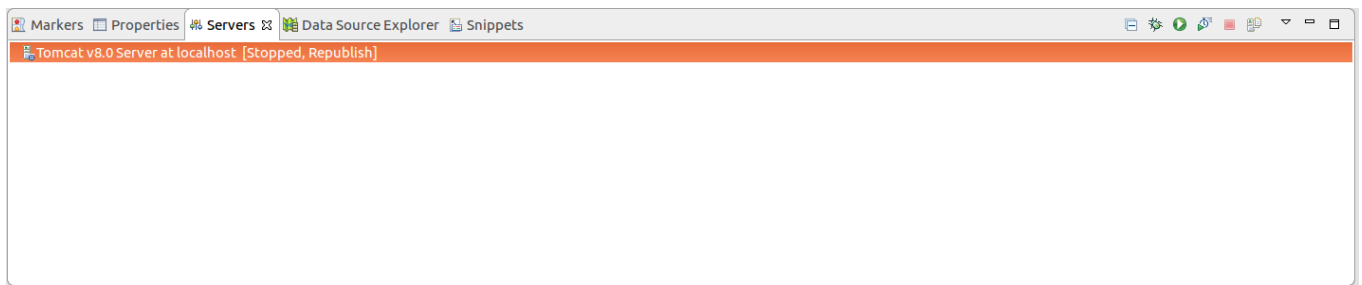 Markers Properties Servers Data Source Explorer Snippets
Tomcat v8.0 Server at localhost [Stopped, Republish]